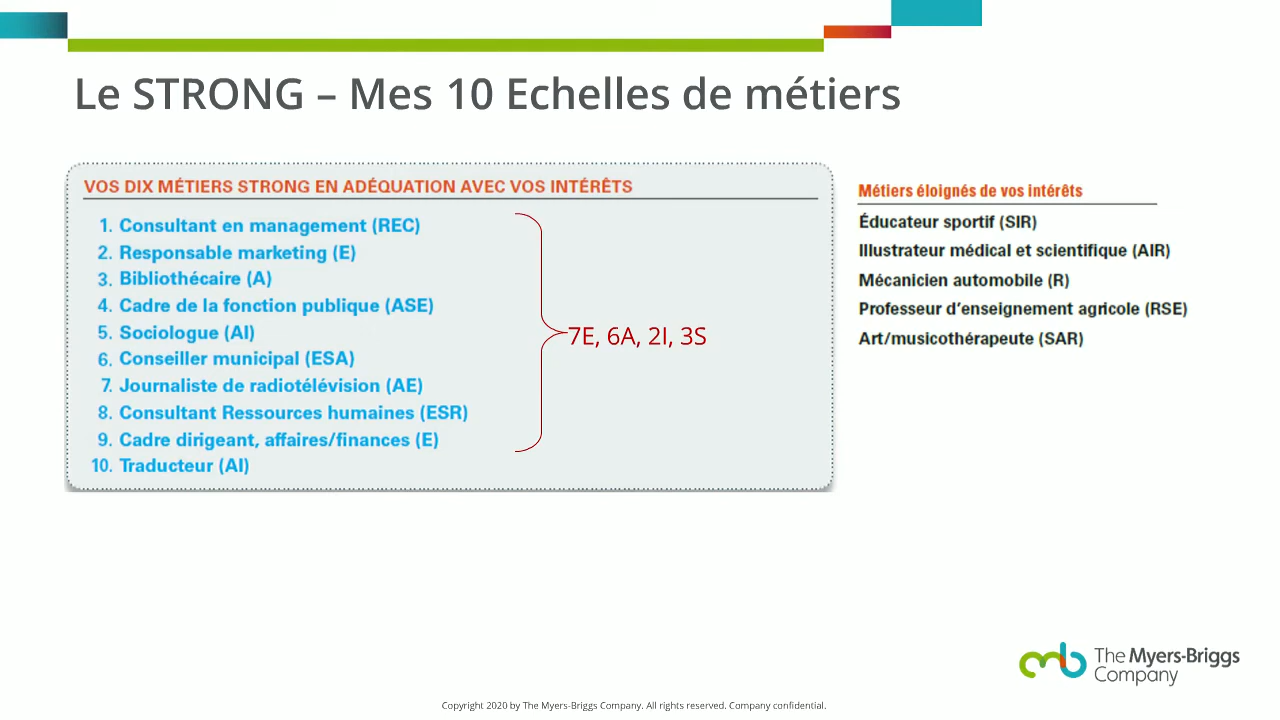 Le STRONG – Mes 10 Echelles de métiers
VOS DIX MÉTIERS STRONG EN ADÉQUATION AVEC VOS INTÉRÊTS
1. Consultant en management (REC)
2. Responsable marketing (E)
3. Bibliothécaire (A)
4. Cadre de la fonction publique (ASE)
5. Sociologue (AI)
6. Conseiller municipal (ESA)
7. Journaliste de radiotélévision (AE)
8. Consultant Ressources humaines (ESR)
9. Cadre dirigeant, affaires/finances (E)
10. Traducteur (AI)
7E, 6A, 2I, 3S
Métiers éloignés de vos intérêts
Éducateur sportif (SIR)
Illustrateur médical et scientifique (AIR)
Mécanicien automobile (R)
Professeur d'enseignement agricole (RSE)
Art/musicothérapeute (SAR)
The Myers-Briggs
Company
Copyright 2020 by The Myers-Briggs Company. All rights reserved. Company confidential.